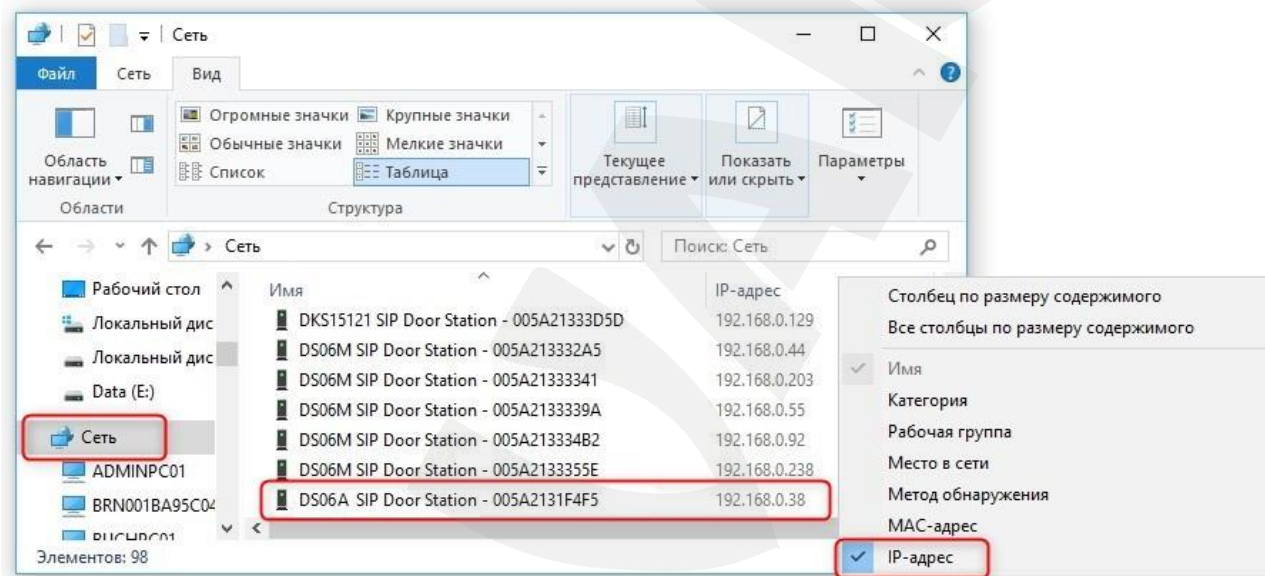 Сеть
Файл Сеть Вид
Огромные значки Крупные значки
Обычные значки Мелкие значки
Список Таблица
Область навигации
Текущее представление
Показать или скрыть
Параметры
Области Структура
Сеть Поиск: Сеть
Рабочий стол
Локальный дис
Локальный дис
Data (E:)
Сеть
ADMINPC01
BRN001BA95C04
Имя IP-адрес
DKS15121 SIP Door Station - 005A21333D5D 192.168.0.129
DS06M SIP Door Station - 005A213332A5 192.168.0.44
DS06M SIP Door Station - 005A21333341 192.168.0.203
DS06M SIP Door Station - 005A2133339A 192.168.0.55
DS06M SIP Door Station - 005A213334B2 192.168.0.92
DS06M SIP Door Station - 005A2133355E 192.168.0.238
DS06A SIP Door Station - 005A2131F4F5 192.168.0.38
Столбец по размеру содержимого
Все столбцы по размеру содержимого
Имя
Категория
Рабочая группа
Место в сети
Метод обнаружения
MAC-адрес
IP-адрес
Элементов: 98